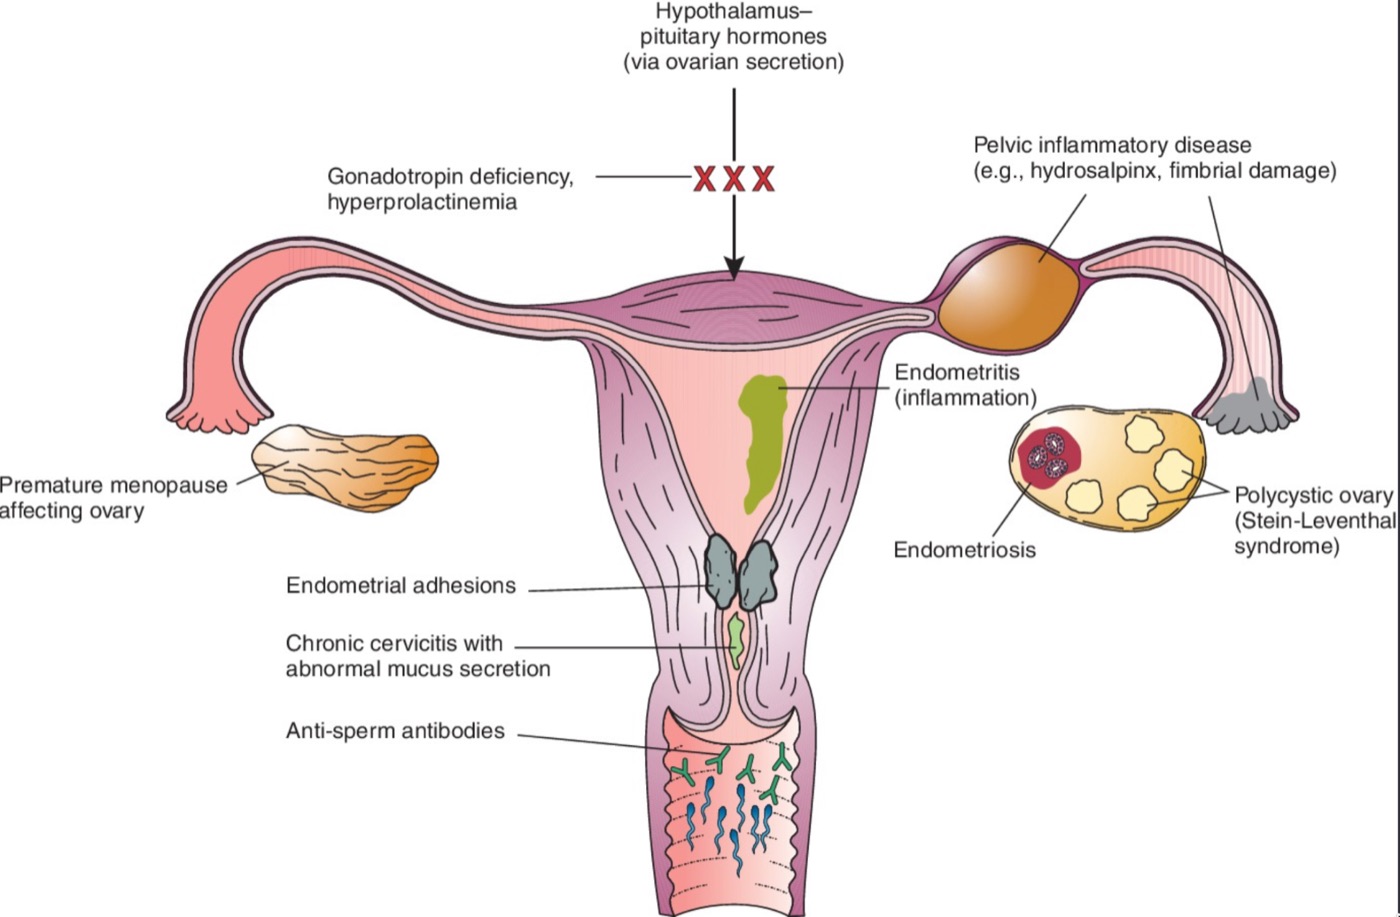 Hypothalamus–
pituitary hormones
(via ovarian secretion)
Pelvic inflammatory disease
(e.g., hydrosalpinx, fimbrial damage)
Gonadotropin deficiency,
hyperprolactinemia
XXX
Endometritis
(inflammation)
Premature menopause
affecting ovary
Polycystic ovary
(Stein-Leventhal
syndrome)
Endometriosis
Endometrial adhesions
Chronic cervicitis with
abnormal mucus secretion
Anti-sperm antibodies